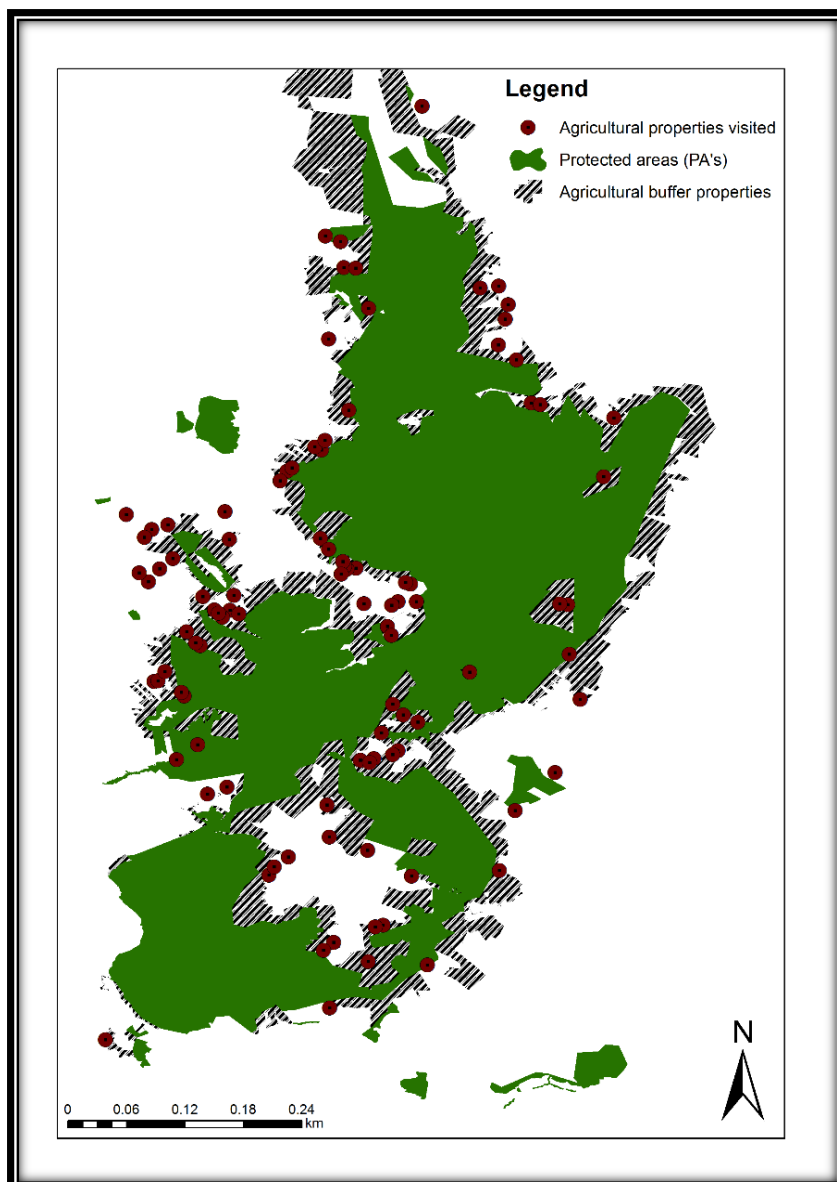 Legend
Agricultural properties visited
Protected areas (PA's)
Agricultural buffer properties
N
0 0.06 0.12 0.18 0.24
km